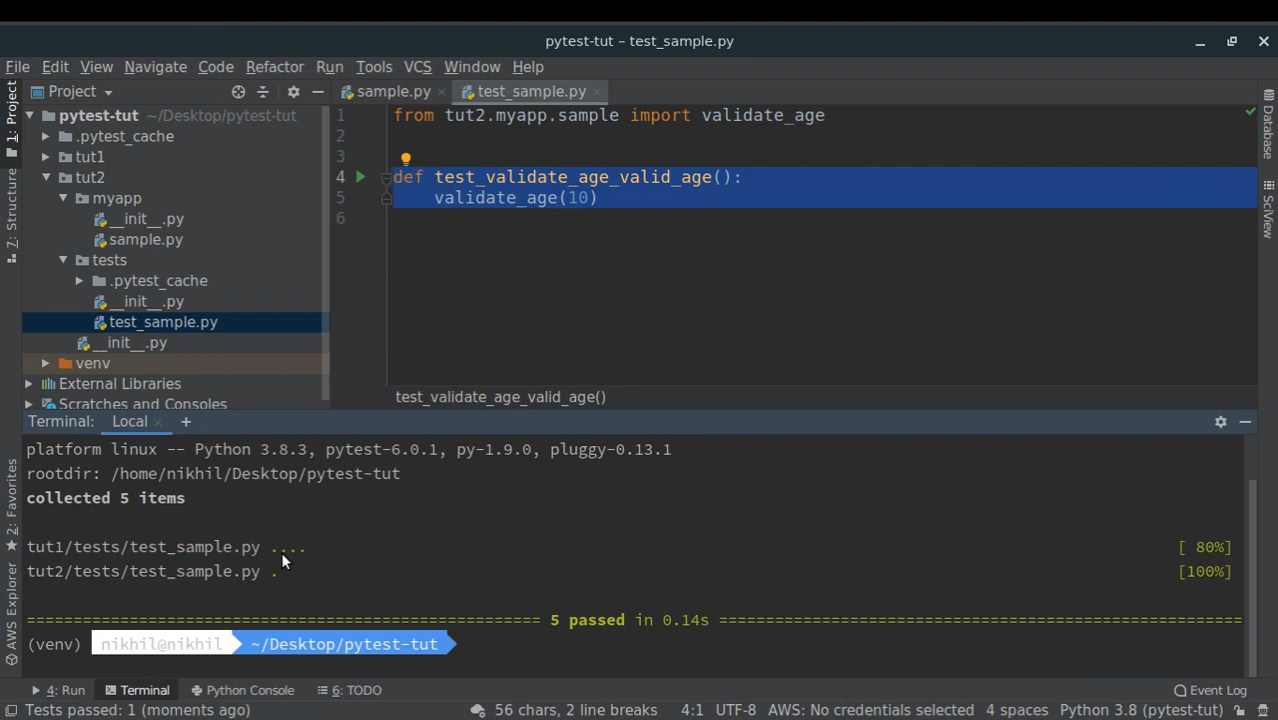 pytest-tut – test_sample.py
File Edit View Navigate Code Refactor Run Tools VCS Window Help
Project
sample.py
test_sample.py
1: Project
7: Structure
2: Favorites
AWS Explorer
pytest-tut ~/Desktop/pytest-tut
.pytest_cache
tut1
tut2
myapp
__init__.py
sample.py
tests
.pytest_cache
__init__.py
test_sample.py
__init__.py
venv
External Libraries
Scratches and Consoles
1 from tut2.myapp.sample import validate_age
2
3
4 def test_validate_age_valid_age():
5 validate_age(10)
6
test_validate_age_valid_age()
Database
SciView
Terminal: Local +
platform linux -- Python 3.8.3, pytest-6.0.1, py-1.9.0, pluggy-0.13.1
rootdir: /home/nikhil/Desktop/pytest-tut
collected 5 items
tut1/tests/test_sample.py .... [ 80%]
tut2/tests/test_sample.py . [100%]
================================================== 5 passed in 0.14s ===================================================
(venv) nikhil@nikhil ~/Desktop/pytest-tut
4: Run Terminal Python Console 6: TODO Event Log
Tests passed: 1 (moments ago) 56 chars, 2 line breaks 4:1 UTF-8 AWS: No credentials selected 4 spaces Python 3.8 (pytest-tut)